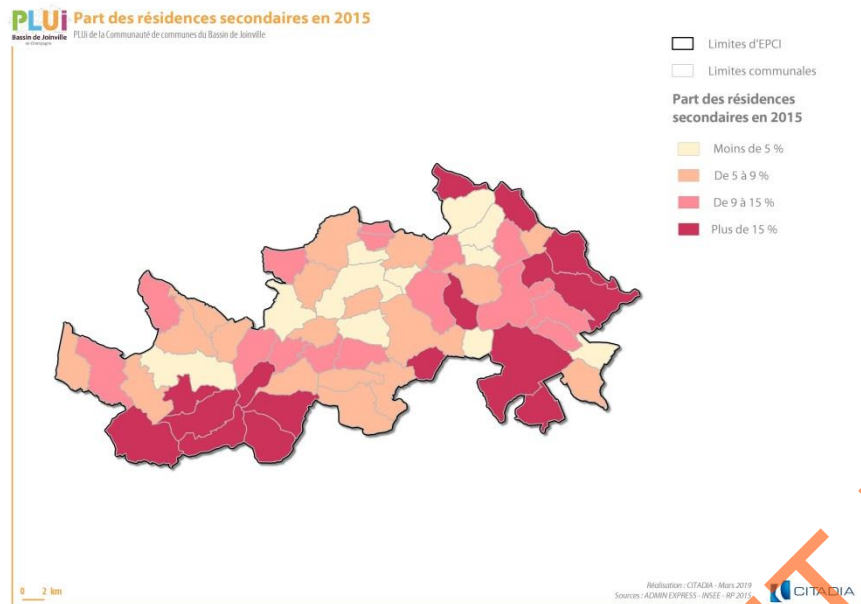 PLUi
Bassin de Joinville
en Champagne
Part des résidences secondaires en 2015
PLUi de la Communauté de communes du Bassin de Joinville
Limites d'EPCI
Limites communales
Part des résidences
secondaires en 2015
Moins de 5 %
De 5 à 9 %
De 9 à 15 %
Plus de 15 %
0 2 km
Réalisation : CITADIA - Mars 2019
Sources : ADMIN EXPRESS - INSEE - RP 2015
CITADIA